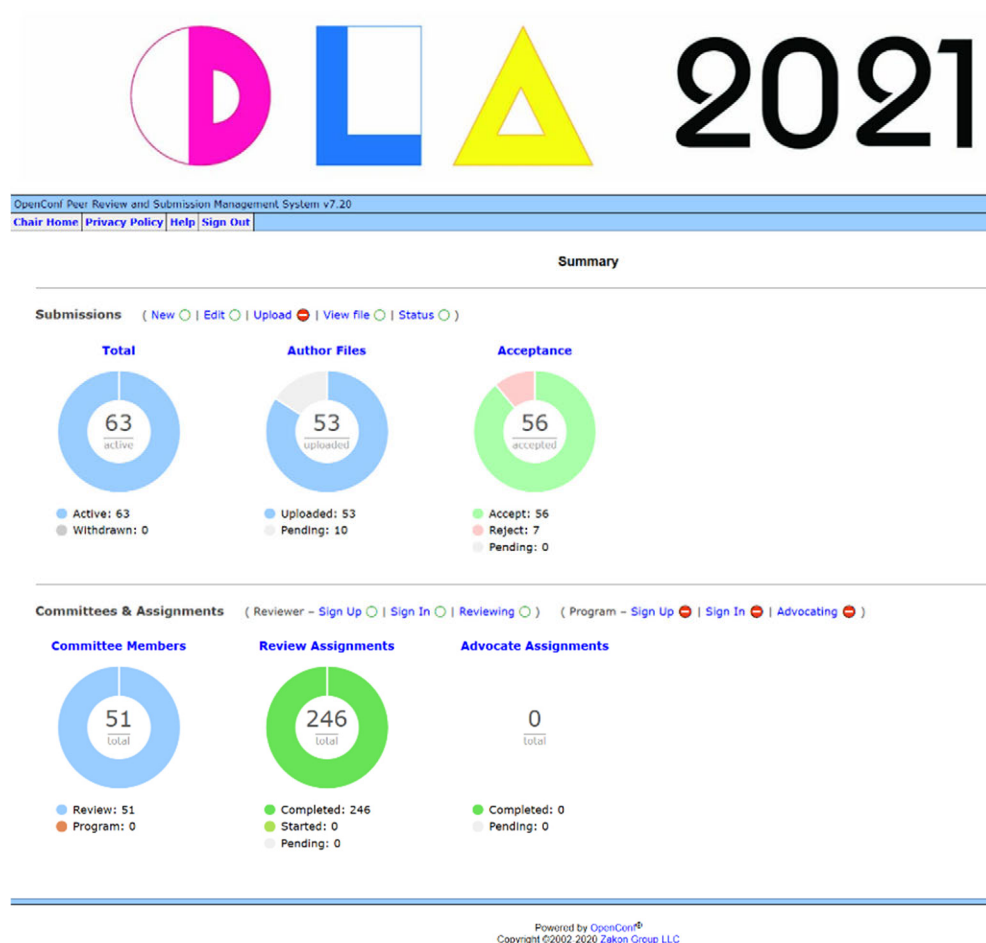 DLA 2021
OpenConf Peer Review and Submission Management System v7.20
Chair Home Privacy Policy Help Sign Out
Summary
Submissions ( New | Edit | Upload | View file | Status )
Total Author Files Acceptance
63 53 56
active uploaded accepted
Active: 63 Uploaded: 53 Accept: 56
Withdrawn: 0 Pending: 10 Reject: 7
Pending: 0
Committees & Assignments ( Reviewer – Sign Up | Sign In | Reviewing ) ( Program – Sign Up | Sign In | Advocating )
Committee Members Review Assignments Advocate Assignments
51 246 0
total total total
Review: 51 Completed: 246 Completed: 0
Program: 0 Started: 0 Pending: 0
Pending: 0
Powered by OpenConf®
Copyright ©2002-2020 Zakon Group LLC